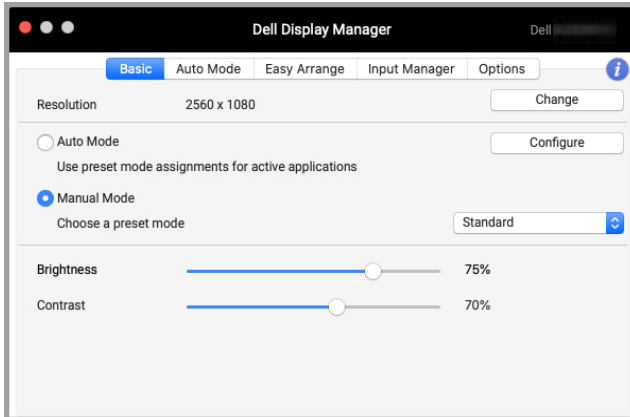 Dell Display Manager
Dell
Basic Auto Mode Easy Arrange Input Manager Options i
Resolution 2560 x 1080 Change
Auto Mode Configure
Use preset mode assignments for active applications
Manual Mode
Choose a preset mode Standard
Brightness 75%
Contrast 70%